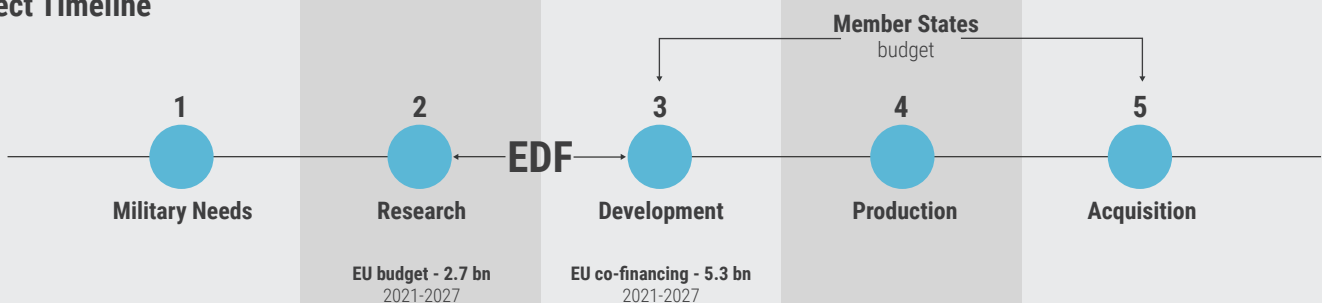 ect Timeline
Member States
budget
1
2
3
4
5
EDF
Military Needs
Research
Development
Production
Acquisition
EU budget - 2.7 bn
2021-2027
EU co-financing - 5.3 bn
2021-2027